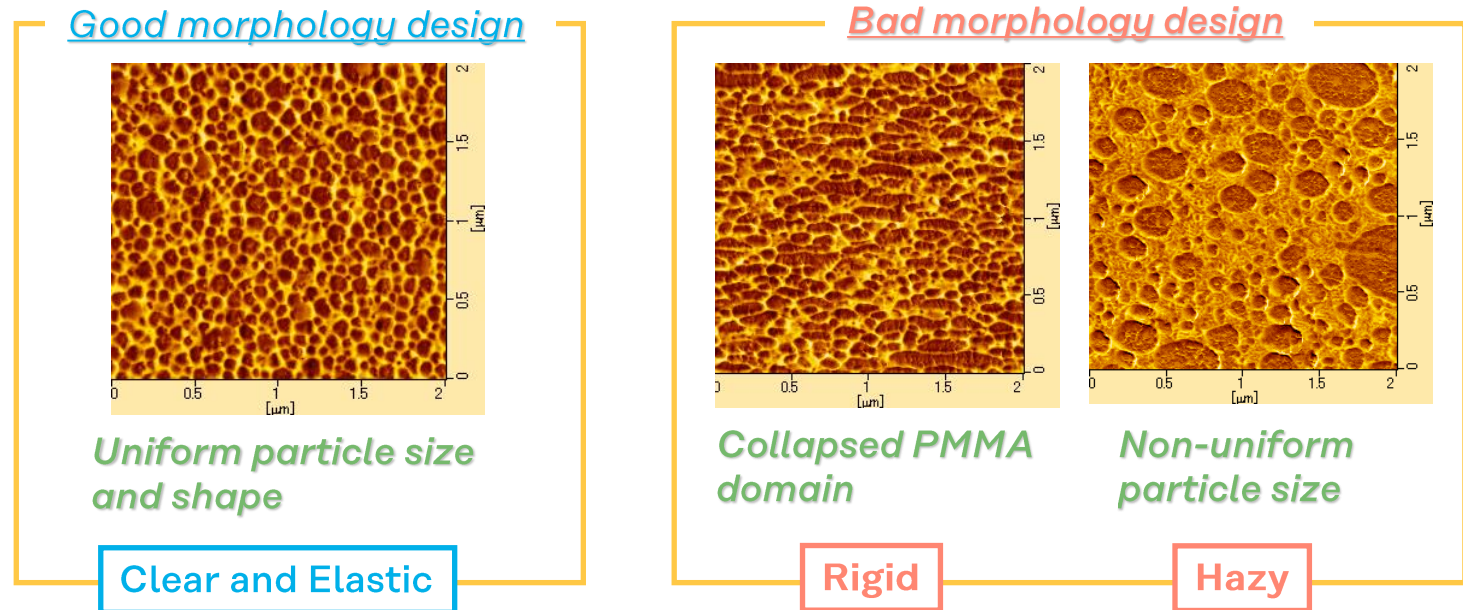 Good morphology design
2
1.5
1
[µm]
0.5
0
0
0.5
1
1.5
2
[µm]
Uniform particle size
and shape
Clear and Elastic
Bad morphology design
2
1.5
1
[µm]
0.5
0
0
0.5
1
1.5
2
[µm]
Collapsed PMMA
domain
Rigid
2
1.5
1
[µm]
0.5
0
0
0.5
1
1.5
2
[µm]
Non-uniform
particle size
Hazy